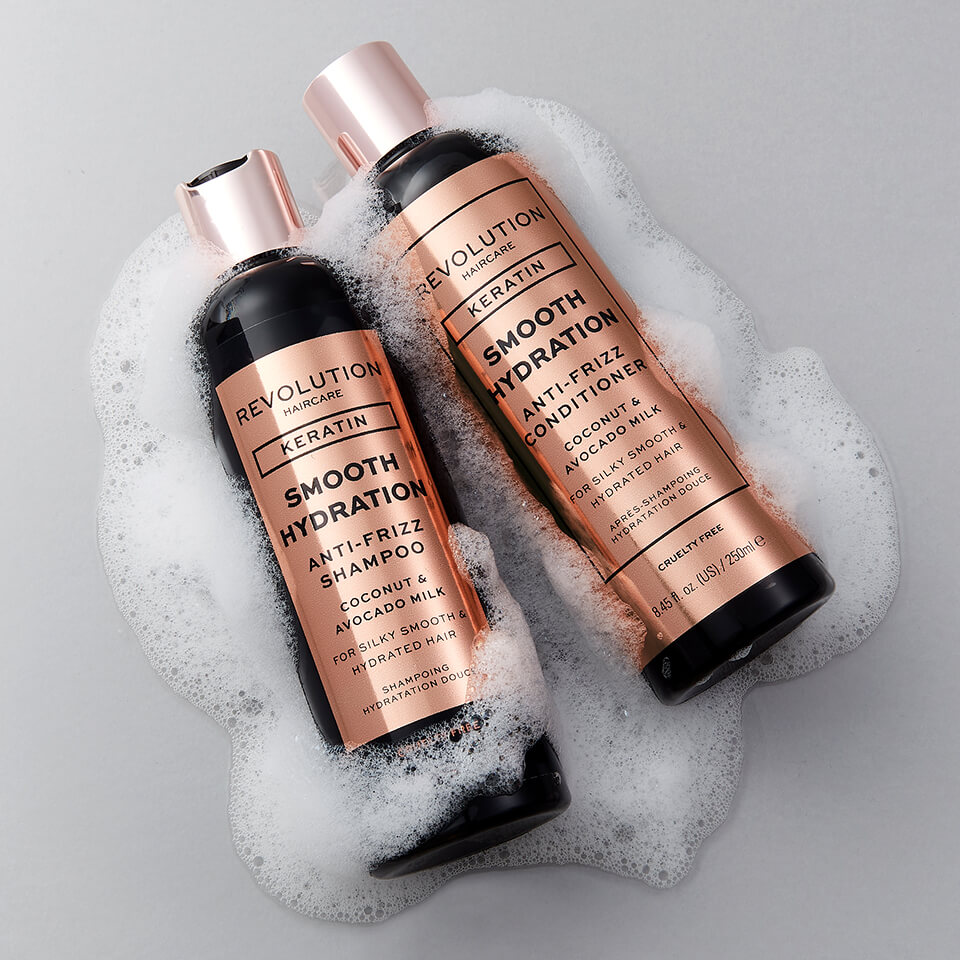 REVOLUTION
HAIRCARE
KERATIN
SMOOTH
HYDRATION
ANTI-FRIZZ
SHAMPOO
COCONUT &
AVOCADO MILK
FOR SILKY SMOOTH &
HYDRATED HAIR
SHAMPOING
HYDRATATION DOUCE
REVOLUTION
HAIRCARE
KERATIN
SMOOTH
HYDRATION
ANTI-FRIZZ
CONDITIONER
COCONUT &
AVOCADO MILK
FOR SILKY SMOOTH &
HYDRATED HAIR
APRÈS-SHAMPOING
HYDRATATION DOUCE
CRUELTY FREE
8.45 fl. oz. (US) / 250ml ℮